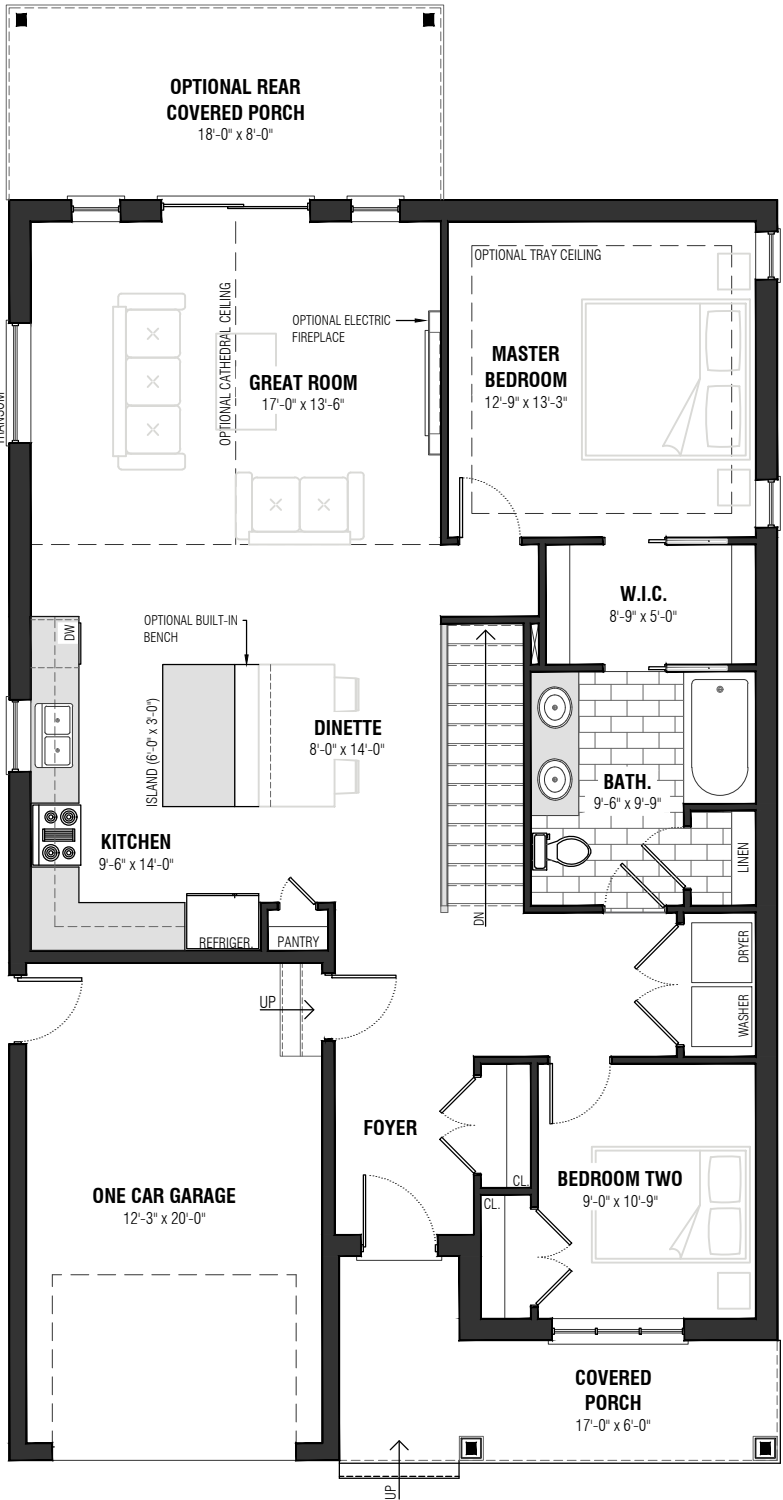 OPTIONAL REAR
COVERED PORCH
18'-0" x 8'-0"
OPTIONAL TRAY CEILING
OPTIONAL CATHEDRAL CEILING
OPTIONAL ELECTRIC
FIREPLACE
GREAT ROOM
17'-0" x 13'-6"
MASTER
BEDROOM
12'-9" x 13'-3"
TRANSOM
W.I.C.
8'-9" x 5'-0"
OPTIONAL BUILT-IN
BENCH
DW
ISLAND (6'-0" x 3'-0")
DINETTE
8'-0" x 14'-0"
KITCHEN
9'-6" x 14'-0"
BATH.
9'-6" x 9'-9"
LINEN
DN
REFRIGER.
PANTRY
DRYER
WASHER
UP
FOYER
CL.
CL.
BEDROOM TWO
9'-0" x 10'-9"
ONE CAR GARAGE
12'-3" x 20'-0"
COVERED
PORCH
17'-0" x 6'-0"
UP